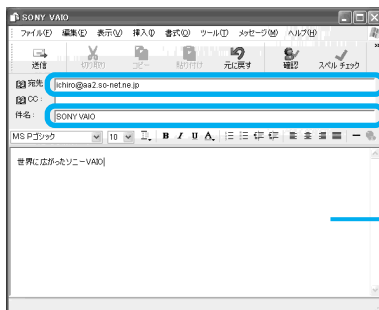 SONY VAIO
ファイル(F) 編集(E) 表示(V) 挿入(I) 書式(O) ツール(T) メッセージ(M) ヘルプ(H)
送信 切り取り コピー 貼り付け 元に戻す 確認 スペル チェック
宛先: ichiro@aa2.so-net.ne.jp
CC:
件名: SONY VAIO
MS Pゴシック 10 B I U A
世界に広がったソニーVAIO